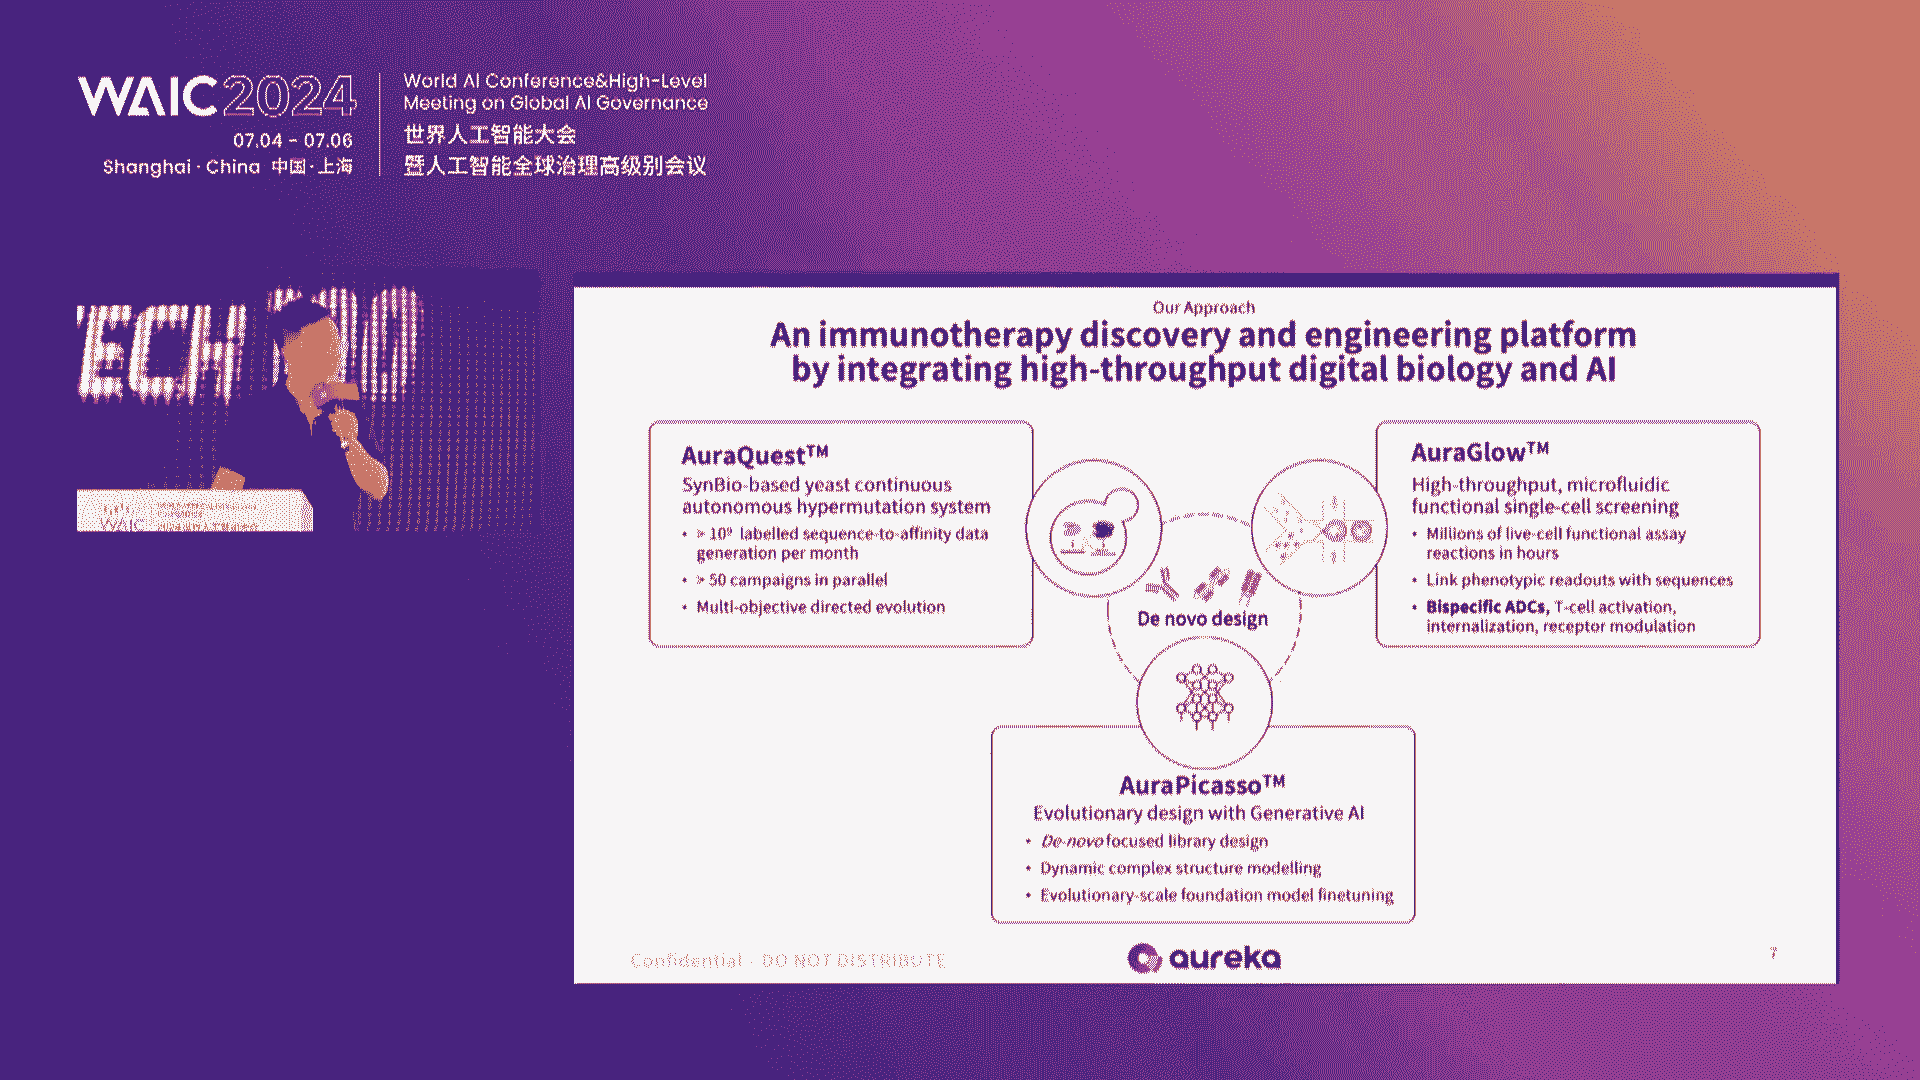 WAIC 2024
07.04 - 07.06
Shanghai · China 中国·上海
World AI Conference&High-Level
Meeting on Global AI Governance
世界人工智能大会
暨人工智能全球治理高级别会议
TECH
WAIC
Our Approach
An immunotherapy discovery and engineering platform
by integrating high-throughput digital biology and AI
AuraQuest™
SynBio-based yeast continuous
autonomous hypermutation system
• > 10⁹ labelled sequence-to-affinity data
generation per month
• > 50 campaigns in parallel
• Multi-objective directed evolution
AuraGlow™
High-throughput, microfluidic
functional single-cell screening
• Millions of live-cell functional assay
reactions in hours
• Link phenotypic readouts with sequences
• Bispecific ADCs, T-cell activation,
internalization, receptor modulation
De novo design
AuraPicasso™
Evolutionary design with Generative AI
• De-novo focused library design
• Dynamic complex structure modelling
• Evolutionary-scale foundation model finetuning
Confidential - DO NOT DISTRIBUTE
aureka
7